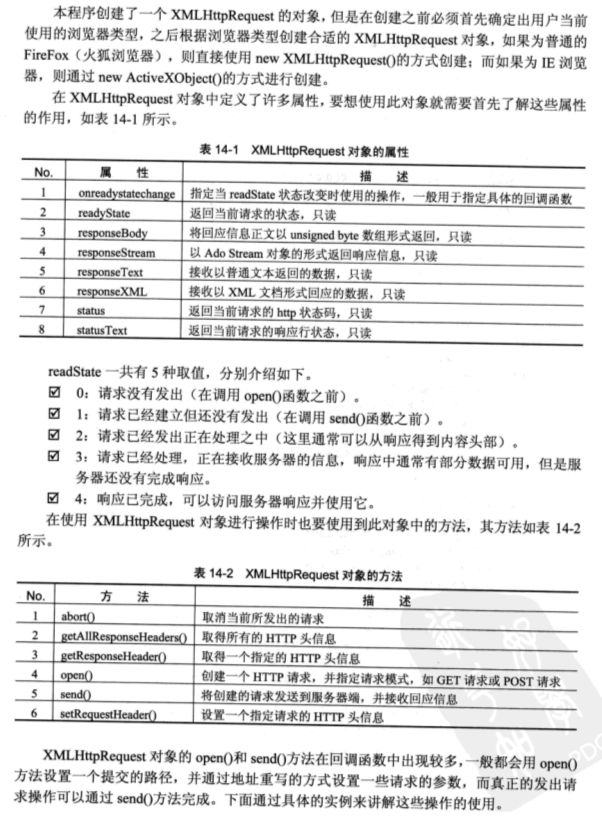 本程序创建了一个 XMLHttpRequest 的对象，但是在创建之前必须首先确定出用户当前
使用的浏览器类型，之后根据浏览器类型创建合适的 XMLHttpRequest 对象，如果为普通的
FireFox（火狐浏览器），则直接使用 new XMLHttpRequest()的方式创建；而如果为 IE 浏览
器，则通过 new ActiveXObject()的方式进行创建。
在 XMLHttpRequest 对象中定义了许多属性，要想使用此对象就需要首先了解这些属性
的作用，如表 14-1 所示。
表 14-1 XMLHttpRequest 对象的属性
No. 属 性 描 述
1 onreadystatechange 指定当 readState 状态改变时使用的操作，一般用于指定具体的回调函数
2 readyState 返回当前请求的状态，只读
3 responseBody 将回应信息正文以 unsigned byte 数组形式返回，只读
4 responseStream 以 Ado Stream 对象的形式返回响应信息，只读
5 responseText 接收以普通文本返回的数据，只读
6 responseXML 接收以 XML 文档形式回应的数据，只读
7 status 返回当前请求的 http 状态码，只读
8 statusText 返回当前请求的响应行状态，只读
readState 一共有 5 种取值，分别介绍如下。
☑ 0：请求没有发出（在调用 open()函数之前）。
☑ 1：请求已经建立但还没有发出（在调用 send()函数之前）。
☑ 2：请求已经发出正在处理之中（这里通常可以从响应得到内容头部）。
☑ 3：请求已经处理，正在接收服务器的信息，响应中通常有部分数据可用，但是服
务器还没有完成响应。
☑ 4：响应已完成，可以访问服务器响应并使用它。
在使用 XMLHttpRequest 对象进行操作时也要使用到此对象中的方法，其方法如表 14-2
所示。
表 14-2 XMLHttpRequest 对象的方法
No. 方 法 描 述
1 abort() 取消当前所发出的请求
2 getAllResponseHeaders() 取得所有的 HTTP 头信息
3 getResponseHeader() 取得一个指定的 HTTP 头信息
4 open() 创建一个 HTTP 请求，并指定请求模式，如 GET 请求或 POST 请求
5 send() 将创建的请求发送到服务器端，并接收回应信息
6 setRequestHeader() 设置一个指定请求的 HTTP 头信息
XMLHttpRequest 对象的 open()和 send()方法在回调函数中出现较多，一般都会用 open()
方法设置一个提交的路径，并通过地址重写的方式设置一些请求的参数，而真正的发出请
求操作可以通过 send()方法完成。下面通过具体的实例来讲解这些操作的使用。